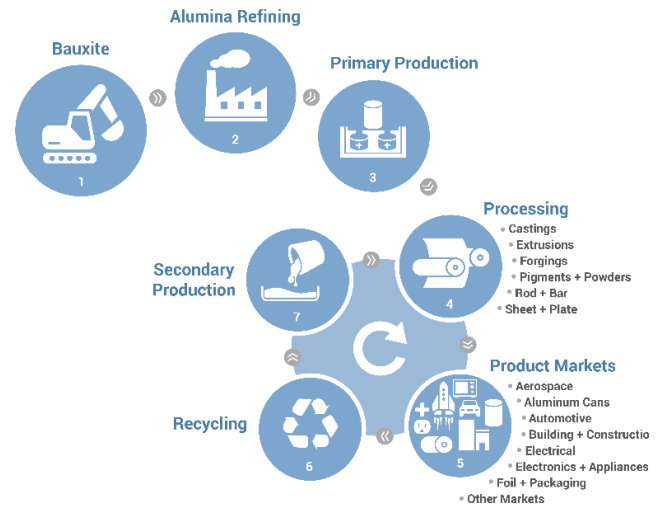 Alumina Refining
Bauxite
Primary Production
2
3
1
Processing
• Castings
• Extrusions
• Forgings
• Pigments + Powders
• Rod + Bar
• Sheet + Plate
4
Secondary
Production
7
Product Markets
• Aerospace
• Aluminum Cans
• Automotive
• Building + Constructio
• Electrical
• Electronics + Appliances
• Foil + Packaging
• Other Markets
5
Recycling
6